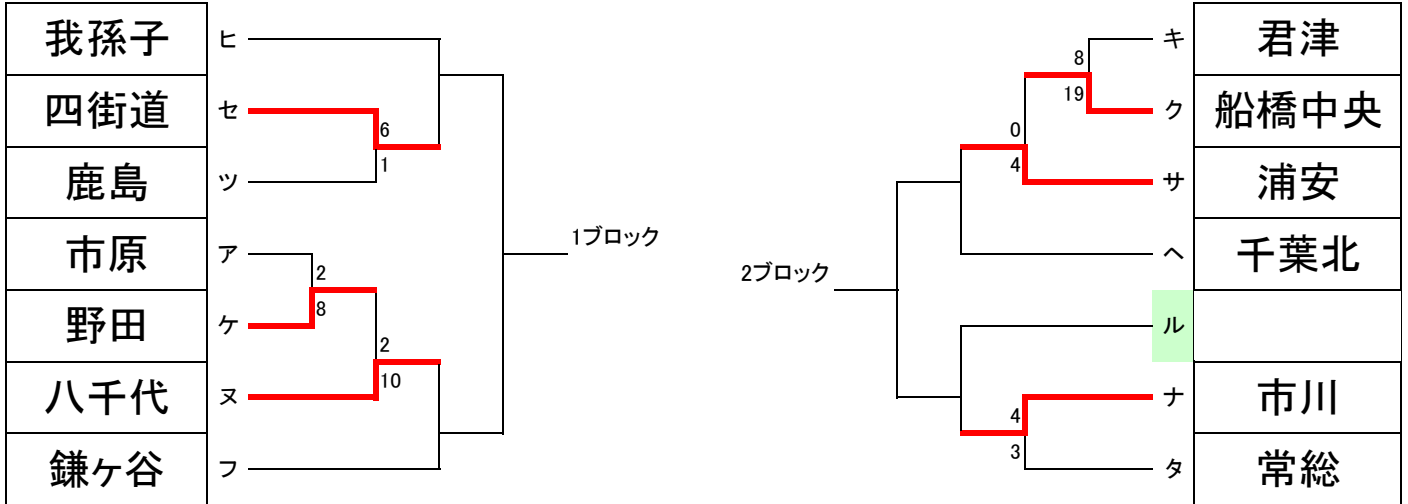 我孫子 ヒ
四街道 セ
6
1
鹿島 ツ
1ブロック
市原 ア
2
8
野田 ケ
2
10
八千代 ヌ
鎌ヶ谷 フ
キ 君津
8
19
ク 船橋中央
0
4
サ 浦安
ヘ 千葉北
2ブロック
ル
ナ 市川
4
3
タ 常総